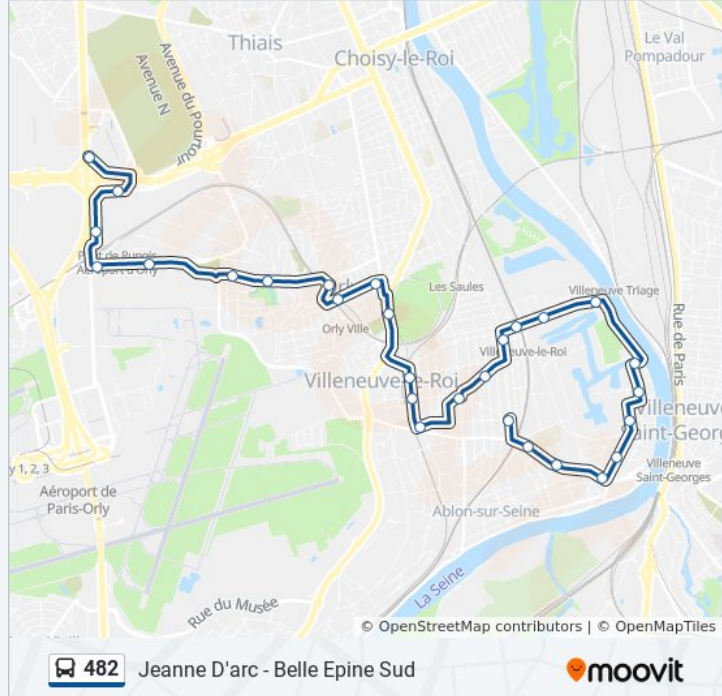 Thiais
Choisy-le-Roi
Le Val
Pompadour
Avenue N
Avenue du Pourtour
Pont de Rungis
Aéroport d'Orly
Les Saules
Villeneuve Triage
Orly Ville
Villeneuve-le-Roi
Rue de Paris
Villeneuve-le-Roi
Villeneuve
Saint-Georges
y 1, 2, 3
Villeneuve
Saint-Georges
Aéroport de
Paris-Orly
Ablon-sur-Seine
La Seine
Rue du Musée
© OpenStreetMap contributors | © OpenMapTiles
482 Jeanne D'arc - Belle Epine Sud
moovit